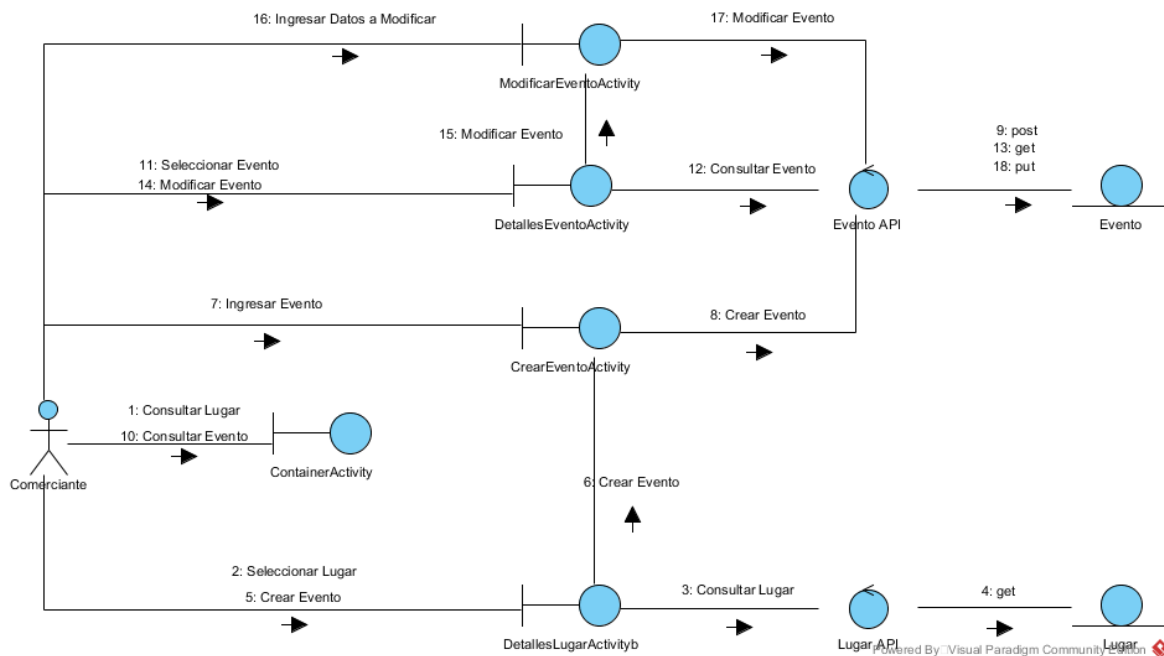 16: Ingresar Datos a Modificar
17: Modificar Evento
ModificarEventoActivity
15: Modificar Evento
9: post
13: get
18: put
11: Seleccionar Evento
14: Modificar Evento
12: Consultar Evento
DetallesEventoActivity
Evento API
Evento
7: Ingresar Evento
8: Crear Evento
CrearEventoActivity
1: Consultar Lugar
10: Consultar Evento
ContainerActivity
Comerciante
6: Crear Evento
2: Seleccionar Lugar
5: Crear Evento
3: Consultar Lugar
4: get
DetallesLugarActivityb
Lugar API
Lugar
Powered By Visual Paradigm Community Edition